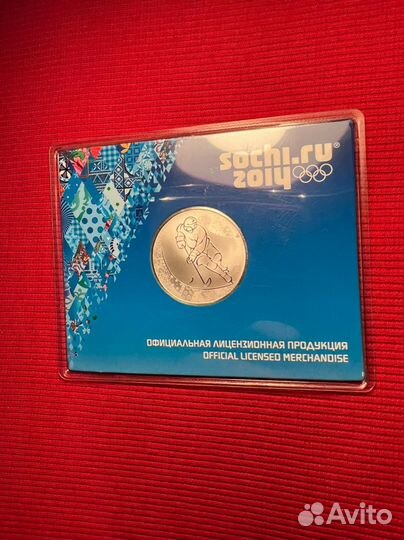 sochi.ru®
2014
ОФИЦИАЛЬНАЯ ЛИЦЕНЗИОННАЯ ПРОДУКЦИЯ
OFFICIAL LICENSED MERCHANDISE
Avito